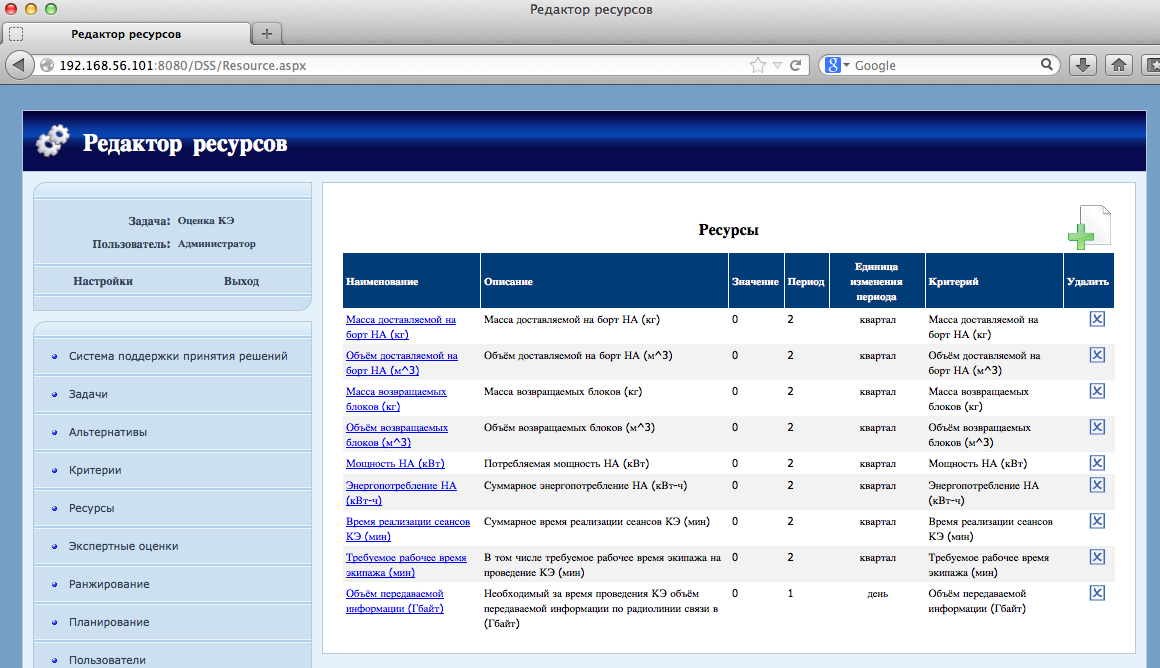 Редактор ресурсов
Редактор ресурсов
192.168.56.101:8080/DSS/Resource.aspx
Google
Редактор ресурсов
Задача: Оценка КЭ
Пользователь: Администратор
Настройки Выход
Система поддержки принятия решений
Задачи
Альтернативы
Критерии
Ресурсы
Экспертные оценки
Ранжирование
Планирование
Пользователи
Ресурсы
Наименование Описание Значение Период Единица изменения периода Критерий Удалить
Масса доставляемой на Масса доставляемой на борт НА (кг) 0 2 квартал Масса доставляемой на
борт НА (кг) борт НА (кг)
Объём доставляемой на Объём доставляемой на борт НА (м^3) 0 2 квартал Объём доставляемой на
борт НА (м^3) борт НА (м^3)
Масса возвращаемых Масса возвращаемых блоков (кг) 0 2 квартал Масса возвращаемых
блоков (кг) блоков (кг)
Объём возвращаемых Объём возвращаемых блоков (м^3) 0 2 квартал Объём возвращаемых
блоков (м^3) блоков (м^3)
Мощность НА (кВт) Потребляемая мощность НА (кВт) 0 2 квартал Мощность НА (кВт)
Энергопотребление НА Суммарное энергопотребление НА (кВт-ч) 0 2 квартал Энергопотребление НА
(кВт-ч) (кВт-ч)
Время реализации сеансов Суммарное время реализации сеансов КЭ (мин) 0 2 квартал Время реализации сеансов
КЭ (мин) КЭ (мин)
Требуемое рабочее время В том числе требуемое рабочее время экипажа на 0 2 квартал Требуемое рабочее время
экипажа (мин) проведение КЭ (мин) экипажа (мин)
Объём передаваемой Необходимый за время проведения КЭ объём 0 1 день Объём передаваемой
информации (Гбайт) передаваемой информации по радиолинии связи в информации (Гбайт)
(Гбайт)